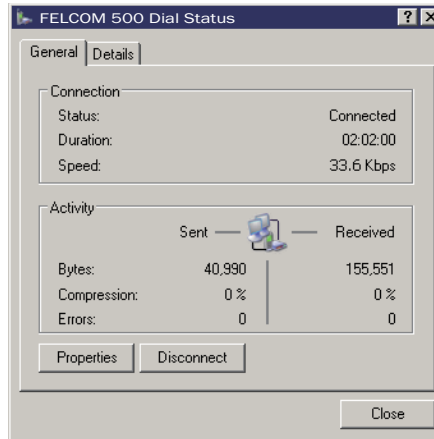 FELCOM 500 Dial Status
General Details
Connection
Status: Connected
Duration: 02:02:00
Speed: 33.6 Kbps
Activity
Sent Received
Bytes: 40,990 155,551
Compression: 0 % 0 %
Errors: 0 0
Properties Disconnect
Close